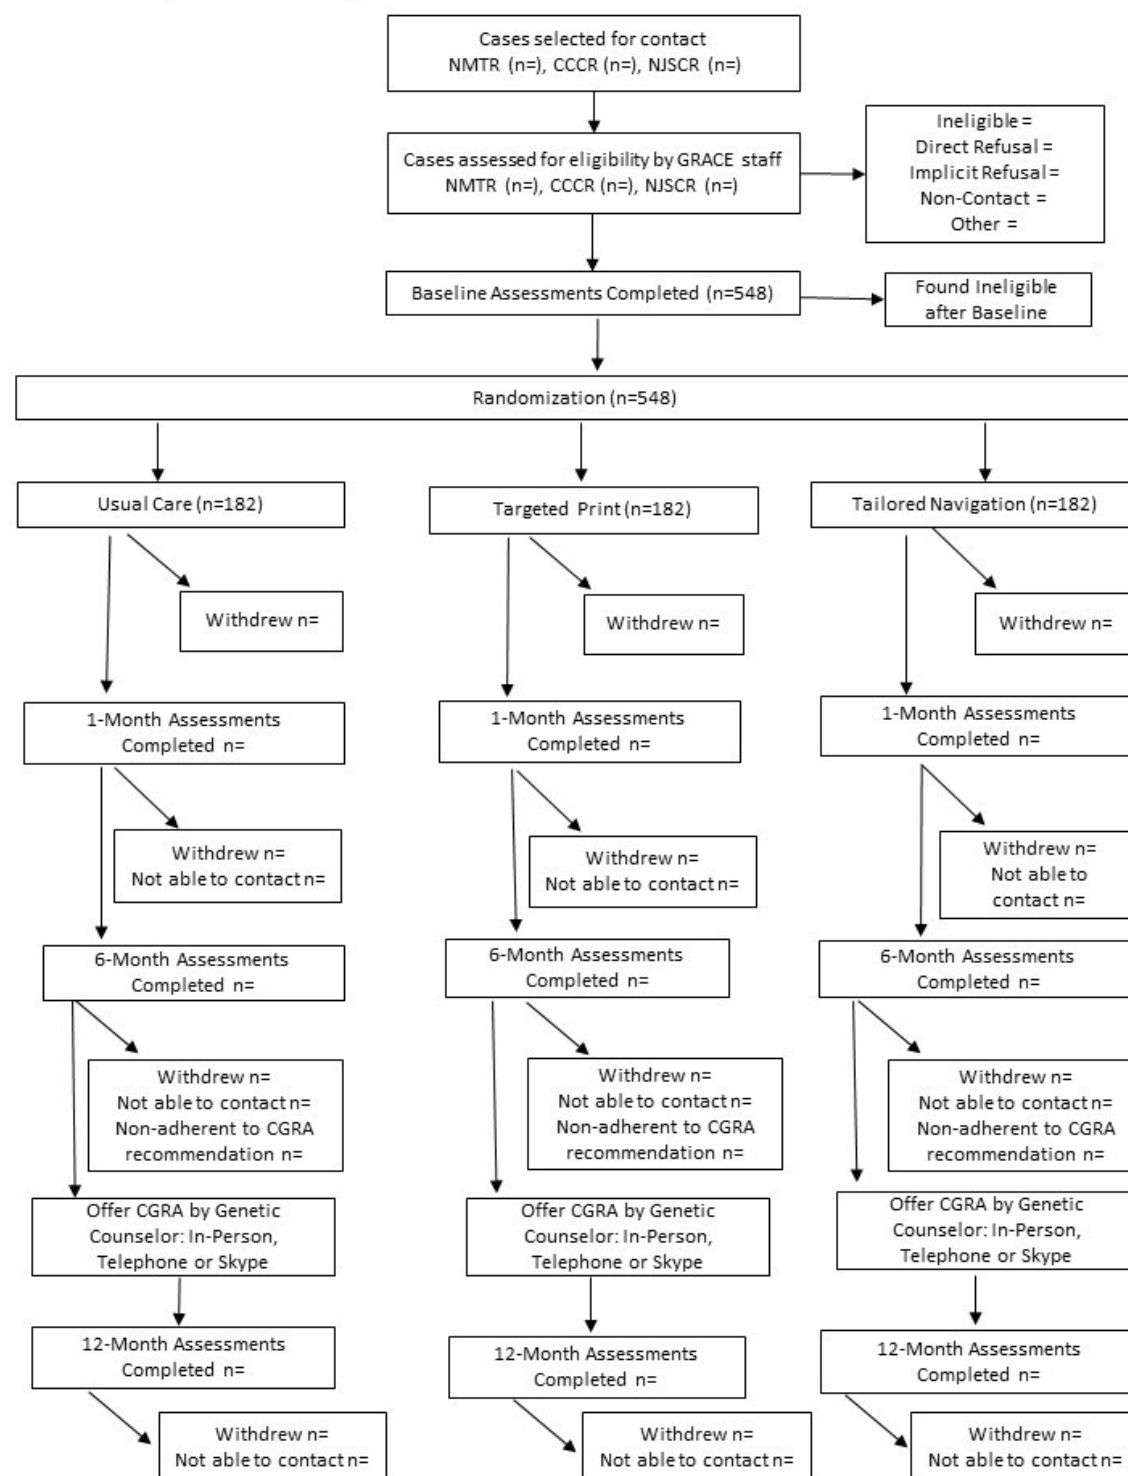 Cases selected for contact
NMTR (n=), CCCR (n=), NJSCR (n=)
Cases assessed for eligibility by GRACE staff
NMTR (n=), CCCR (n=), NJSCR (n=)
Ineligible =
Direct Refusal =
Implicit Refusal =
Non-Contact =
Other =
Baseline Assessments Completed (n=548)
Found Ineligible
after Baseline
Randomization (n=548)
Usual Care (n=182)
Targeted Print (n=182)
Tailored Navigation (n=182)
Withdrew n=
Withdrew n=
Withdrew n=
1-Month Assessments
Completed n=
1-Month Assessments
Completed n=
1-Month Assessments
Completed n=
Withdrew n=
Not able to contact n=
Withdrew n=
Not able to contact n=
Withdrew n=
Not able to
contact n=
6-Month Assessments
Completed n=
6-Month Assessments
Completed n=
6-Month Assessments
Completed n=
Withdrew n=
Not able to contact n=
Non-adherent to CGRA
recommendation n=
Withdrew n=
Not able to contact n=
Non-adherent to CGRA
recommendation n=
Withdrew n=
Not able to contact n=
Non-adherent to CGRA
recommendation n=
Offer CGRA by Genetic
Counselor: In-Person,
Telephone or Skype
Offer CGRA by Genetic
Counselor: In-Person,
Telephone or Skype
Offer CGRA by Genetic
Counselor: In-Person,
Telephone or Skype
12-Month Assessments
Completed n=
12-Month Assessments
Completed n=
12-Month Assessments
Completed n=
Withdrew n=
Not able to contact n=
Withdrew n=
Not able to contact n=
Withdrew n=
Not able to contact n=